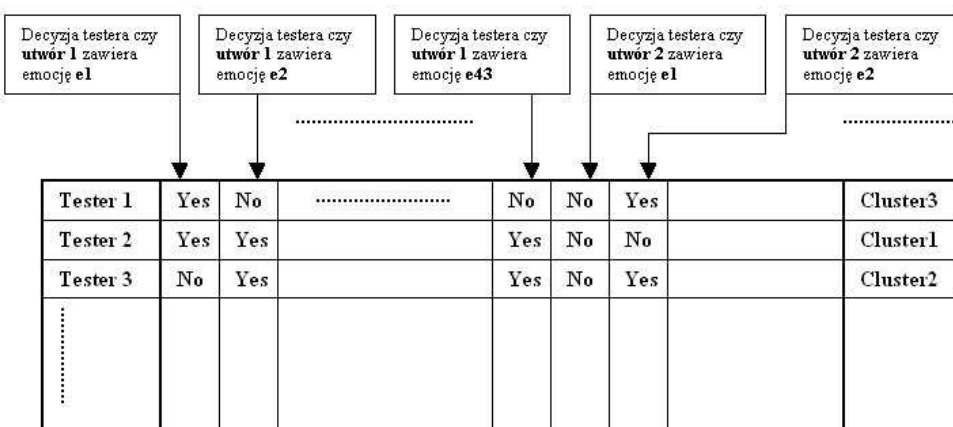 Decyzja testera czy
utwór 1 zawiera
emocję e1
Decyzja testera czy
utwór 1 zawiera
emocję e2
Decyzja testera czy
utwór 1 zawiera
emocję e43
Decyzja testera czy
utwór 2 zawiera
emocję e1
Decyzja testera czy
utwór 2 zawiera
emocję e2
Tester 1 Yes No No No Yes Cluster3
Tester 2 Yes Yes Yes No No Cluster1
Tester 3 No Yes Yes No Yes Cluster2